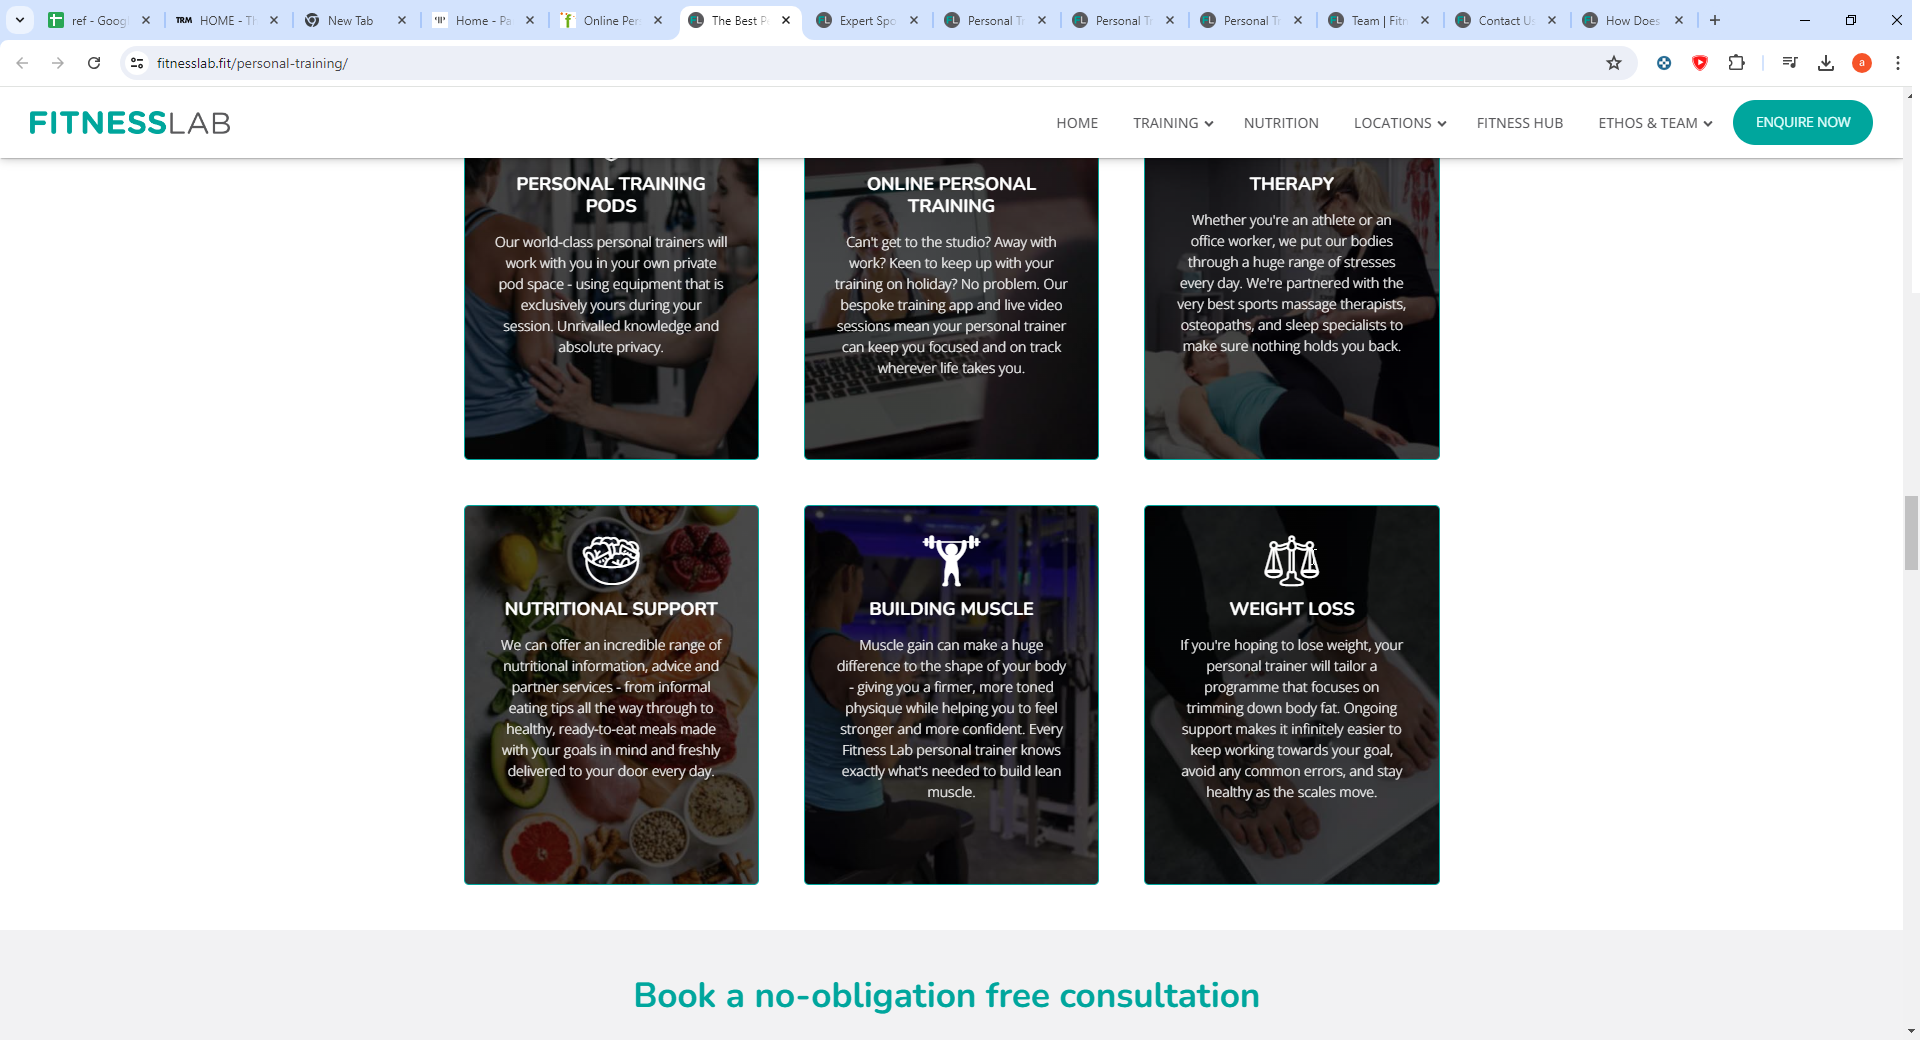 ref - Googl
TRM HOME - Th
New Tab
Home - Pa
Online Pers
The Best P
Expert Spo
Personal Tr
Personal Tr
Personal Tr
Team | Fitn
Contact Us
How Does
fitnesslab.fit/personal-training/
a
FITNESSLAB
HOME
TRAINING
NUTRITION
LOCATIONS
FITNESS HUB
ETHOS & TEAM
ENQUIRE NOW
PERSONAL TRAINING
PODS
Our world-class personal trainers will
work with you in your own private
pod space - using equipment that is
exclusively yours during your
session. Unrivalled knowledge and
absolute privacy.
ONLINE PERSONAL
TRAINING
Can't get to the studio? Away with
work? Keen to keep up with your
training on holiday? No problem. Our
bespoke training app and live video
sessions mean your personal trainer
can keep you focused and on track
wherever life takes you.
THERAPY
Whether you're an athlete or an
office worker, we put our bodies
through a huge range of stresses
every day. We're partnered with the
very best sports massage therapists,
osteopaths, and sleep specialists to
make sure nothing holds you back.
NUTRITIONAL SUPPORT
We can offer an incredible range of
nutritional information, advice and
partner services - from informal
eating tips all the way through to
healthy, ready-to-eat meals made
with your goals in mind and freshly
delivered to your door every day.
BUILDING MUSCLE
Muscle gain can make a huge
difference to the shape of your body
- giving you a firmer, more toned
physique while helping you to feel
stronger and more confident. Every
Fitness Lab personal trainer knows
exactly what's needed to build lean
muscle.
WEIGHT LOSS
If you're hoping to lose weight, your
personal trainer will tailor a
programme that focuses on
trimming down body fat. Ongoing
support makes it infinitely easier to
keep working towards your goal,
avoid any common errors, and stay
healthy as the scales move.
Book a no-obligation free consultation